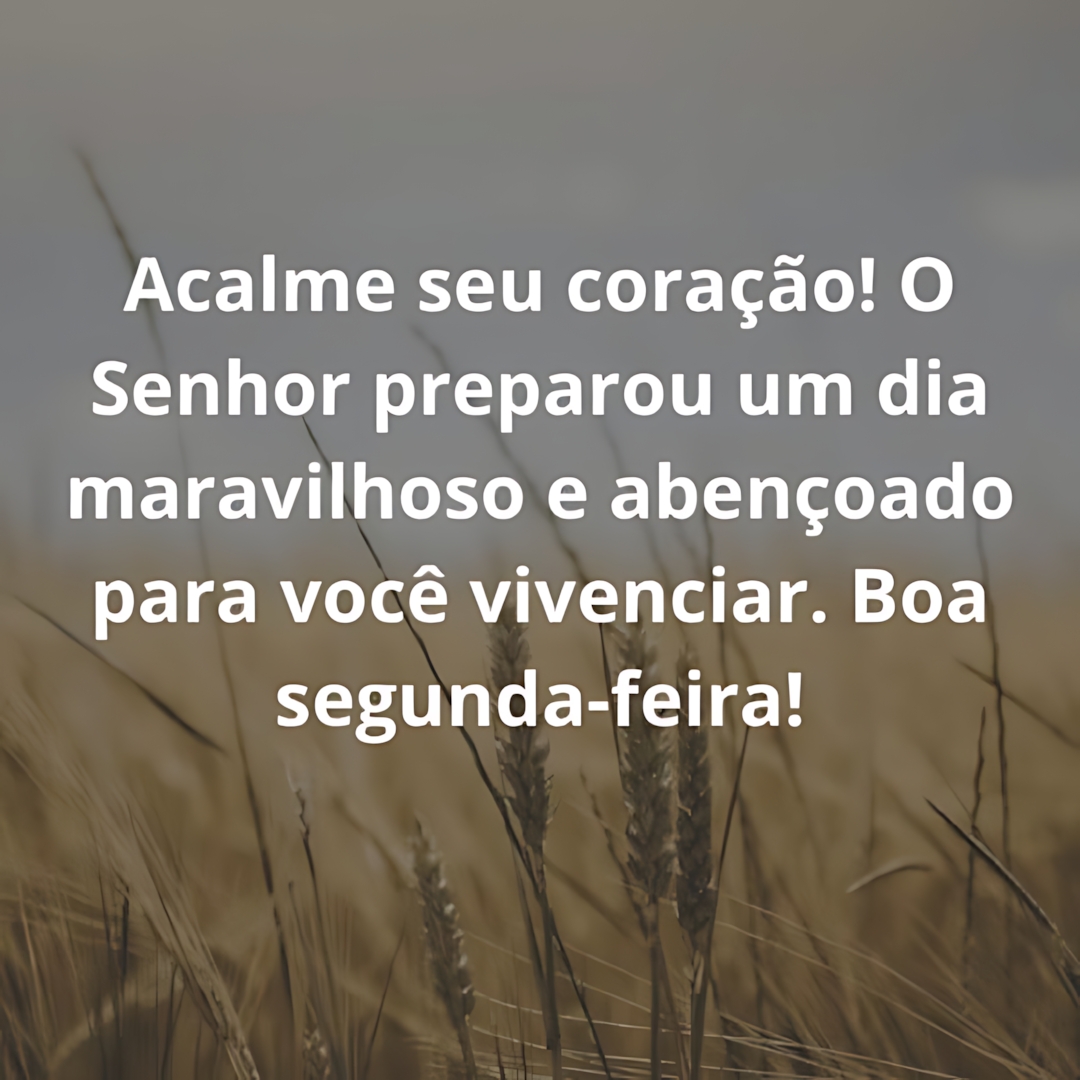 Acalme seu coração! O
Senhor preparou um dia
maravilhoso e abençoado
para você vivenciar. Boa
segunda-feira!